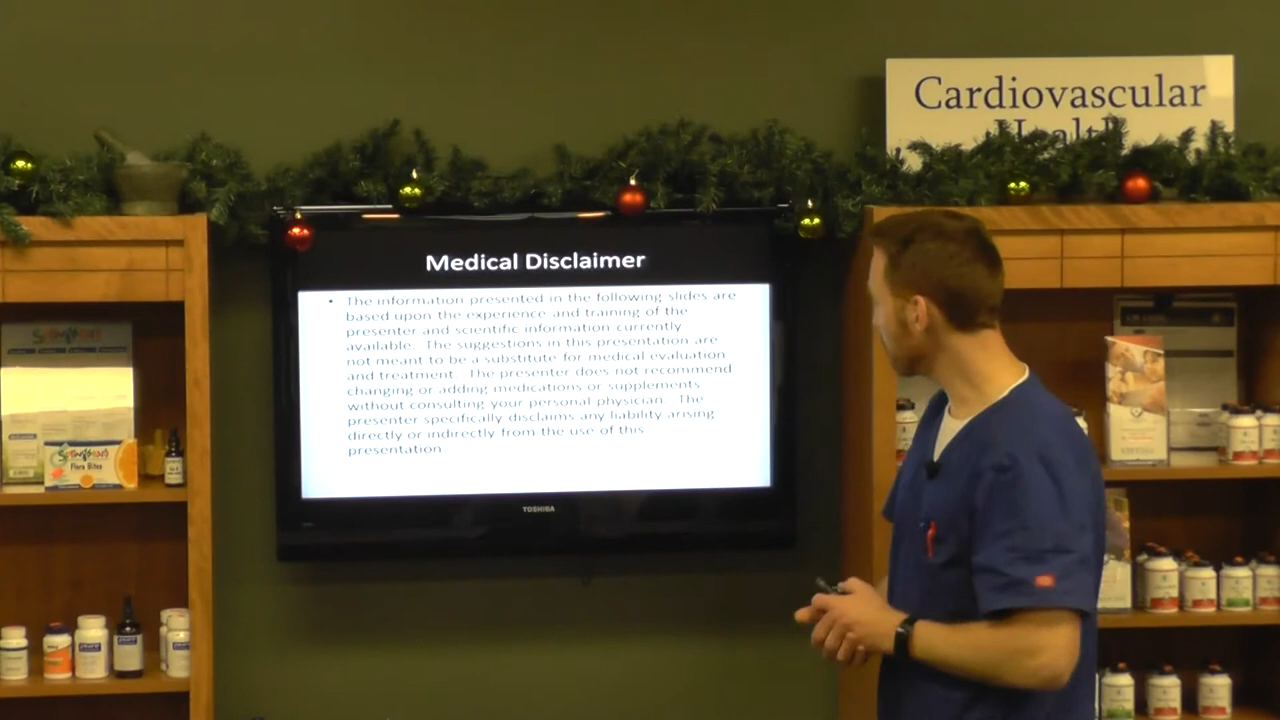 Cardiovascular
Health
Medical Disclaimer
• The information presented in the following slides are
based upon the experience and training of the
presenter and scientific information currently
available. The suggestions in this presentation are
not meant to be a substitute for medical evaluation
and treatment. The presenter does not recommend
changing or adding medications or supplements
without consulting your personal physician. The
presenter specifically disclaims any liability arising
directly or indirectly from the use of this
presentation.
TOSHIBA
Flora Bites